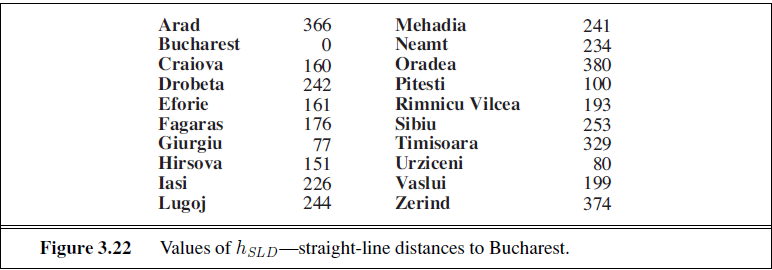 Arad 366 Mehadia 241
Bucharest 0 Neamt 234
Craiova 160 Oradea 380
Drobeta 242 Pitesti 100
Eforie 161 Rimnicu Vilcea 193
Fagaras 176 Sibiu 253
Giurgiu 77 Timisoara 329
Hirsova 151 Urziceni 80
Iasi 226 Vaslui 199
Lugoj 244 Zerind 374
Figure 3.22 Values of hSLD—straight-line distances to Bucharest.